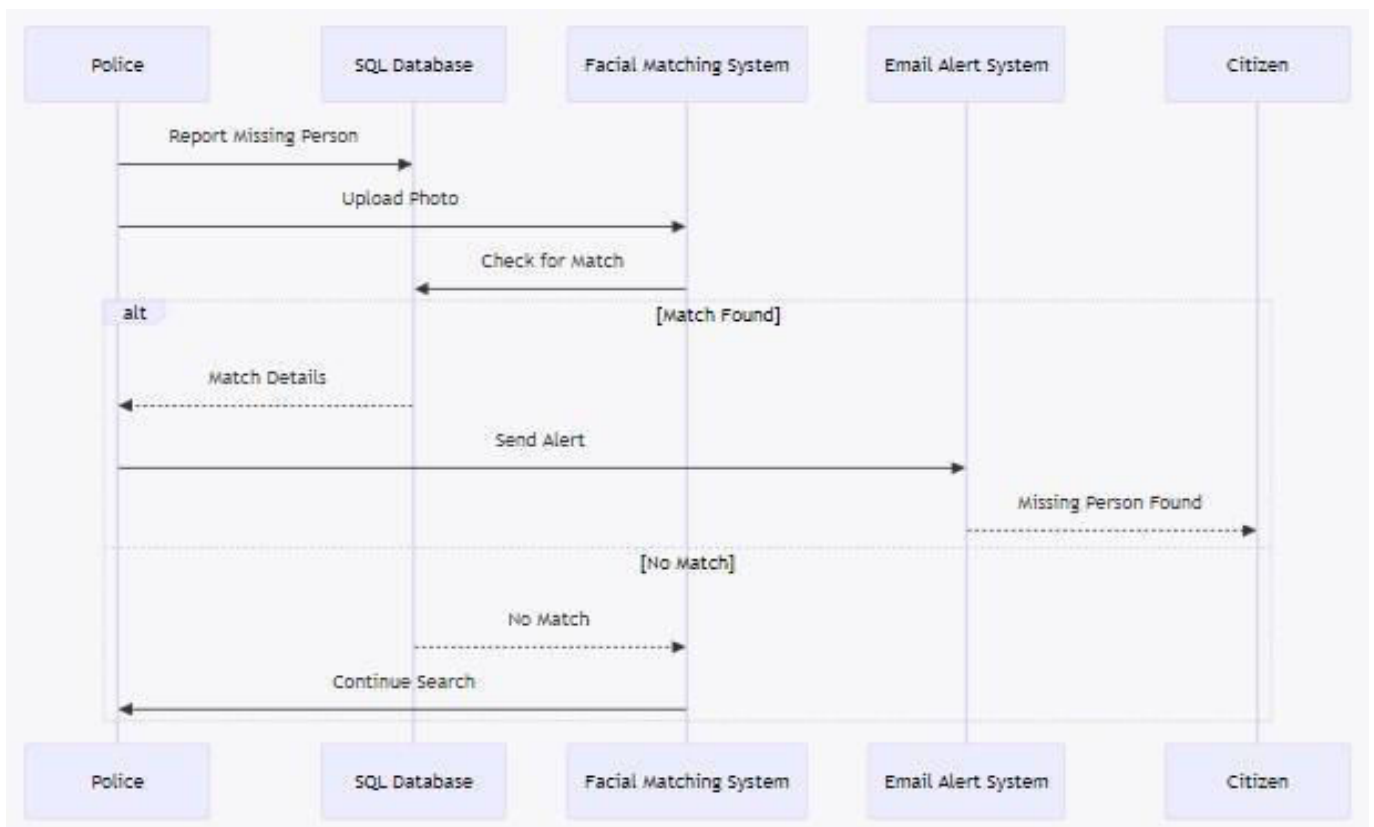 Police SQL Database Facial Matching System Email Alert System Citizen
Report Missing Person
Upload Photo
Check for Match
alt [Match Found]
Match Details
Send Alert
Missing Person Found
[No Match]
No Match
Continue Search
Police SQL Database Facial Matching System Email Alert System Citizen